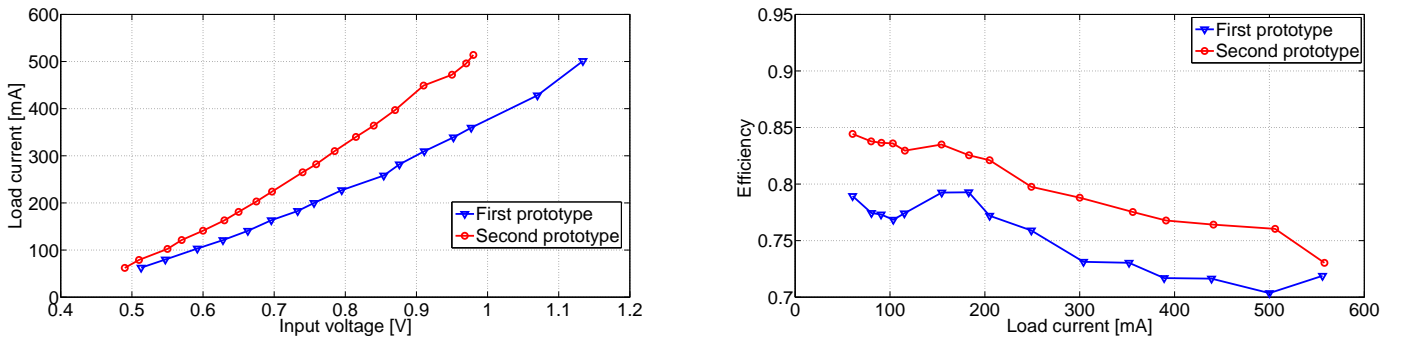 600
500
400
300
200
100
0
Load current [mA]
0.4 0.5 0.6 0.7 0.8 0.9 1 1.1 1.2
Input voltage [V]
First prototype
Second prototype
0.95
0.9
0.85
0.8
0.75
0.7
Efficiency
0 100 200 300 400 500 600
Load current [mA]
First prototype
Second prototype